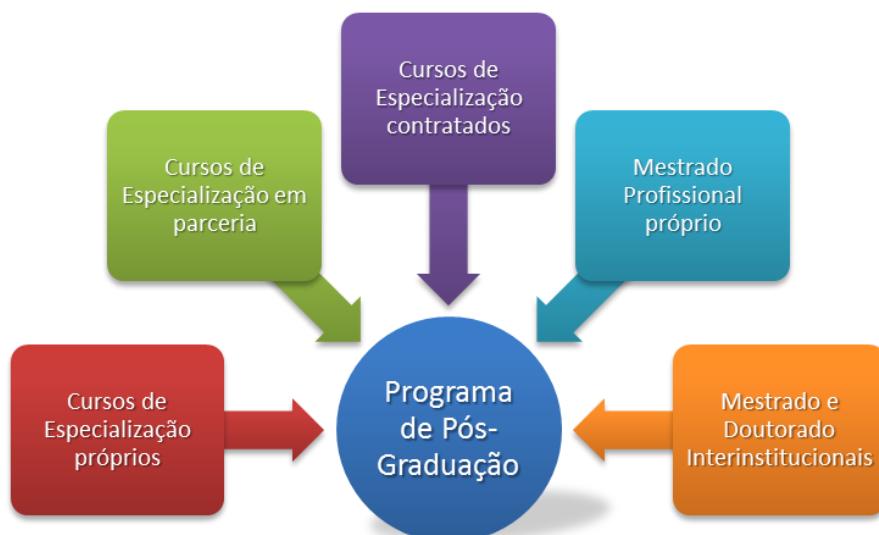 Cursos de
Especialização
contratados
Cursos de
Especialização em
parceria
Mestrado
Profissional
próprio
Cursos de
Especialização
próprios
Programa
de Pós-
Graduação
Mestrado e
Doutorado
Interinstitucionais